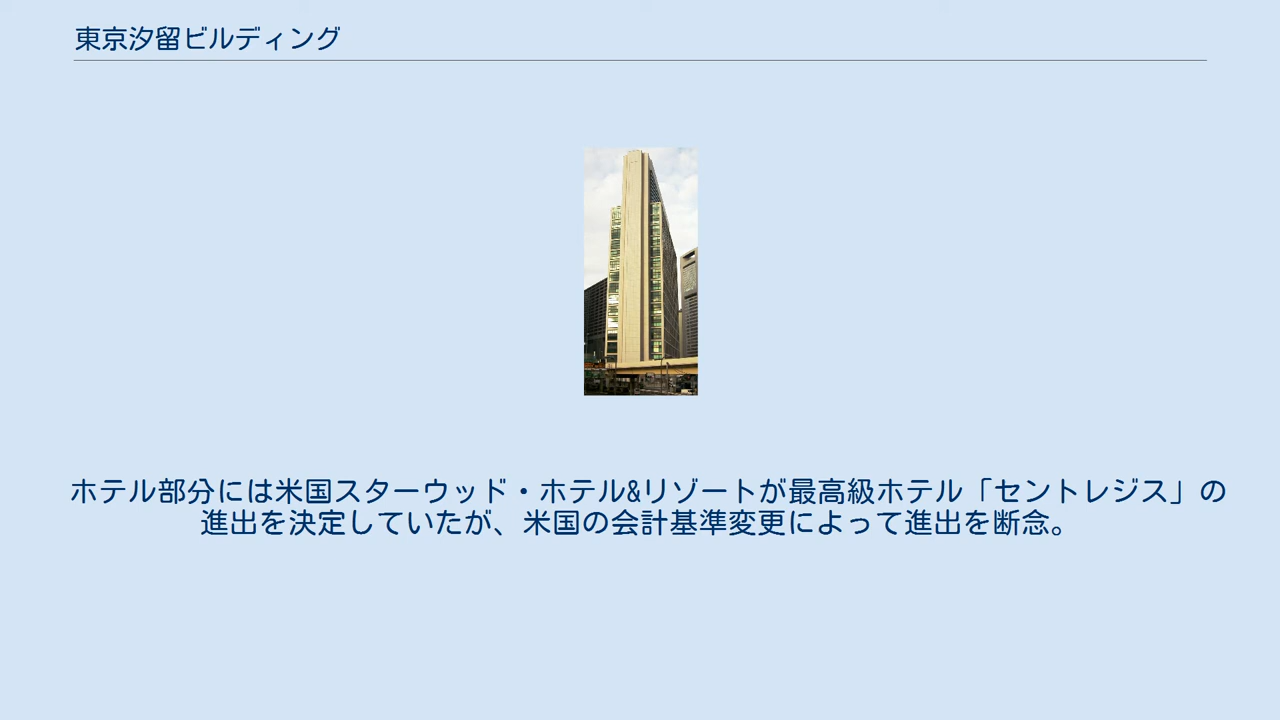 東京汐留ビルディング
ホテル部分には米国スターウッド・ホテル&リゾートが最高級ホテル「セントレジス」の
進出を決定していたが、米国の会計基準変更によって進出を断念。